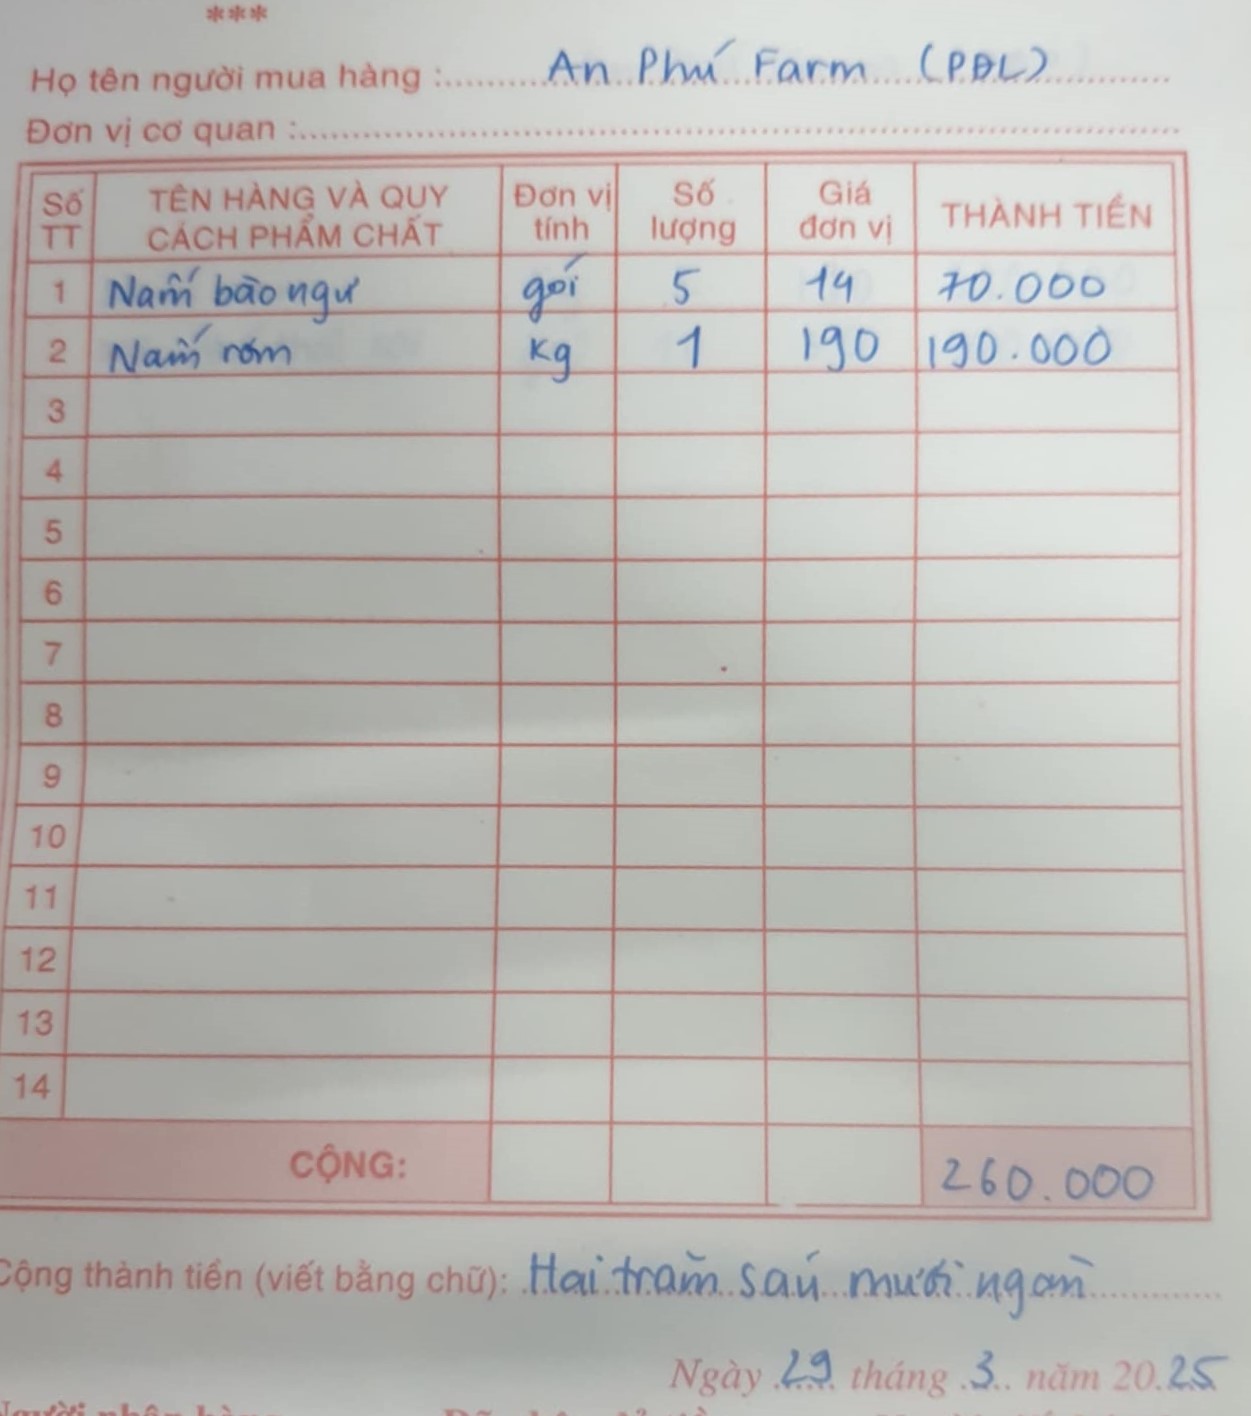 ***
Họ tên người mua hàng : An Phú Farm (PĐL)
Đơn vị cơ quan :
Số TT TÊN HÀNG VÀ QUY CÁCH PHẨM CHẤT Đơn vị tính Số lượng Giá đơn vị THÀNH TIỀN
1 Nấm bào ngư gói 5 14 70.000
2 Nấm rơm Kg 1 190 190.000
3
4
5
6
7
8
9
10
11
12
13
14
CỘNG: 260.000
Cộng thành tiền (viết bằng chữ): Hai trăm sáu mươi ngàn
Ngày 29 tháng 3 năm 2025